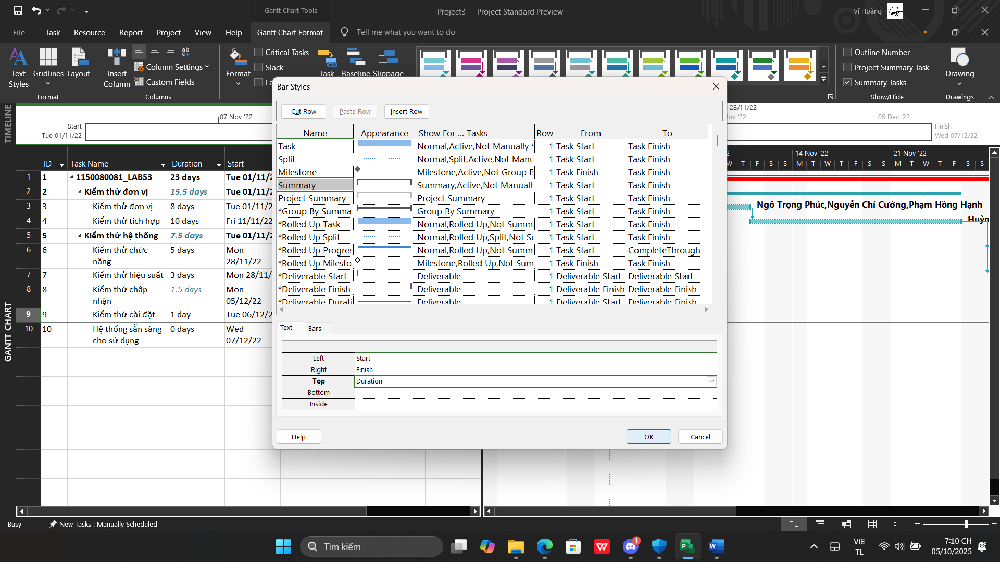 Gantt Chart Tools
Project3 - Project Standard Preview
Vĩ Hoàng
File Task Resource Report Project View Help Gantt Chart Format Tell me what you want to do
Text Styles
Gridlines
Layout
Format
Insert Column
Column Settings
Custom Fields
Columns
Format
Critical Tasks
Slack
La
Task
Baseline
Slippage
Outline Number
Project Summary Task
Summary Tasks
Show/Hide
Drawing
Drawings
TIMELINE
Start
Tue 01/11/22
07 Nov '22
28/11/22
lov '22
05 Dec '22
Finish
Wed 07/12/22
Bar Styles
Cut Row Paste Row Insert Row
Name Appearance Show For ... Tasks Row From To
Task Normal,Active,Not Manually S 1 Task Start Task Finish
Split Normal,Split,Active,Not Manu 1 Task Start Task Finish
Milestone Milestone,Active,Not Group B 1 Task Finish Task Finish
Summary Summary,Active,Not Manually 1 Task Start Task Finish
Project Summary Project Summary 1 Task Start Task Finish
*Group By Summa Group By Summary 1 Task Start Task Finish
*Rolled Up Task Normal,Rolled Up,Not Summ 1 Task Start Task Finish
*Rolled Up Split Normal,Rolled Up,Split,Not Su 1 Task Start Task Finish
*Rolled Up Progres Normal,Rolled Up,Not Summ 1 Task Start CompleteThrough
*Rolled Up Milesto Milestone,Rolled Up,Not Sum 1 Task Finish Task Finish
*Deliverable Start Deliverable 1 Deliverable Start Deliverable Start
*Deliverable Finish Deliverable 1 Deliverable Finish Deliverable Finish
*Deliverable Durati Deliverable 1 Deliverable Start Deliverable Finish
Text Bars
Left Start
Right Finish
Top Duration
Bottom
Inside
Help OK Cancel
GANTT CHART
ID Task Name Duration Start
1 1 1150080081_LAB53 23 days Tue 01/11/2
2 2 Kiểm thử đơn vị 15.5 days Tue 01/11/2
3 3 Kiểm thử đơn vị 8 days Tue 01/11/2
4 4 Kiểm thử tích hợp 10 days Fri 11/11/22
5 5 Kiểm thử hệ thống 7.5 days Tue 01/11/2
6 6 Kiểm thử chức năng 5 days Mon 28/11/22
7 7 Kiểm thử hiệu suất 3 days Mon 28/11/
8 8 Kiểm thử chấp nhận 1.5 days Mon 05/12/22
9 9 Kiểm thử cài đặt 1 day Tue 06/12/2
10 10 Hệ thống sẵn sàng cho sử dụng 0 days Wed 07/12/22
2 14 Nov '22 21 Nov '22
W T F S S M T W T F S S M T W T F S S
Ngô Trọng Phúc,Nguyễn Chí Cường,Phạm Hồng Hạnh
Huỳn
Busy New Tasks : Manually Scheduled
Tìm kiếm
1
VIE
TL
7:10 CH
05/10/2025